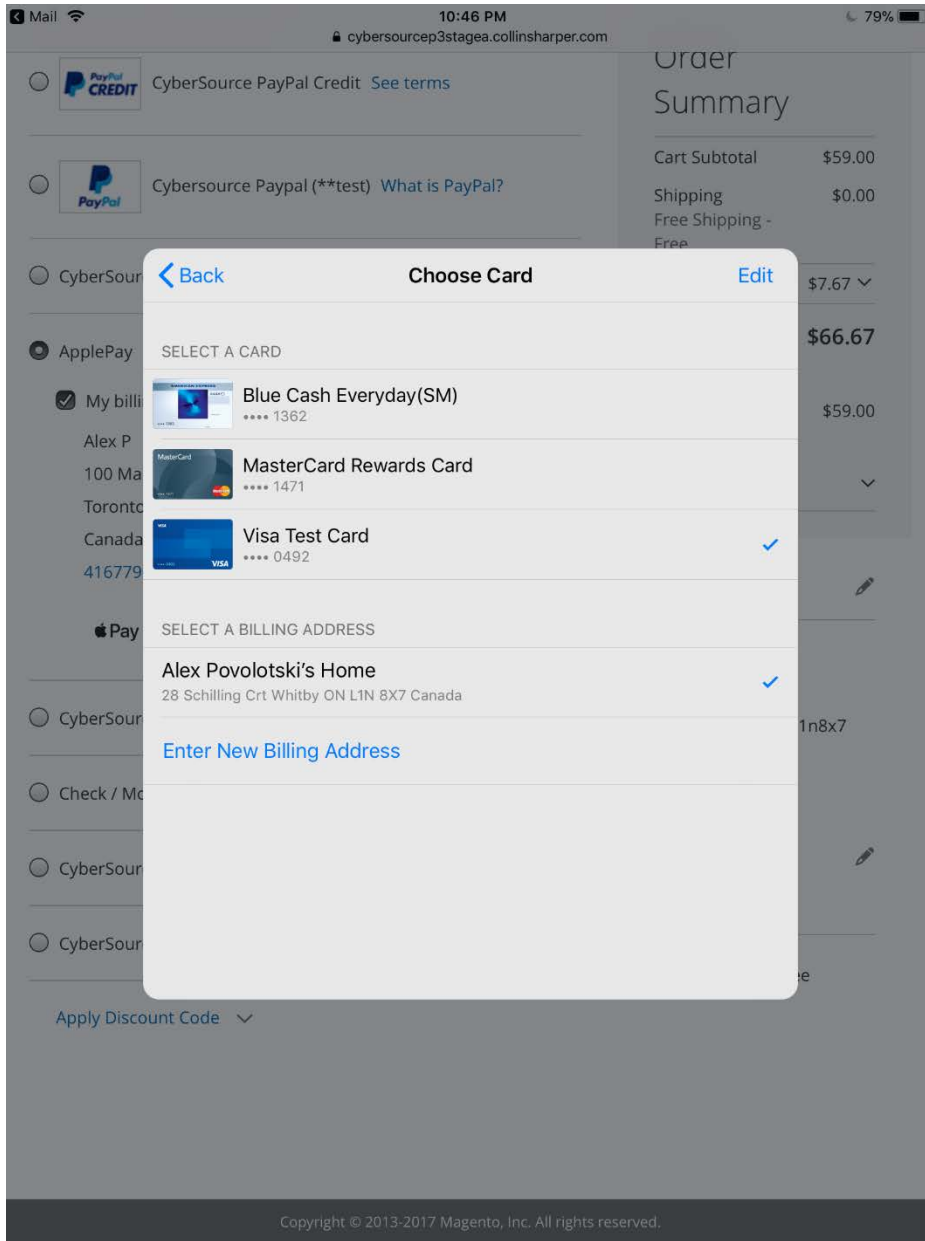 Mail
10:46 PM
79%
cybersourcep3stagea.collinsharper.com
PayPal CREDIT
CyberSource PayPal Credit See terms
PayPal
Cybersource Paypal (**test) What is PayPal?
Order
Summary
Cart Subtotal $59.00
Shipping $0.00
Free Shipping -
Free
$7.67
$66.67
$59.00
CyberSour
ApplePay
My billi
Alex P
100 Ma
Toronto
Canada
416779
Pay
CyberSour
Check / Mo
CyberSour
CyberSour
Apply Discount Code
Back
Choose Card
Edit
SELECT A CARD
Blue Cash Everyday(SM)
•••• 1362
MasterCard
MasterCard Rewards Card
•••• 1471
VISA
Visa Test Card
•••• 0492
SELECT A BILLING ADDRESS
Alex Povolotski’s Home
28 Schilling Crt Whitby ON L1N 8X7 Canada
Enter New Billing Address
1n8x7
ee
Copyright © 2013-2017 Magento, Inc. All rights reserved.